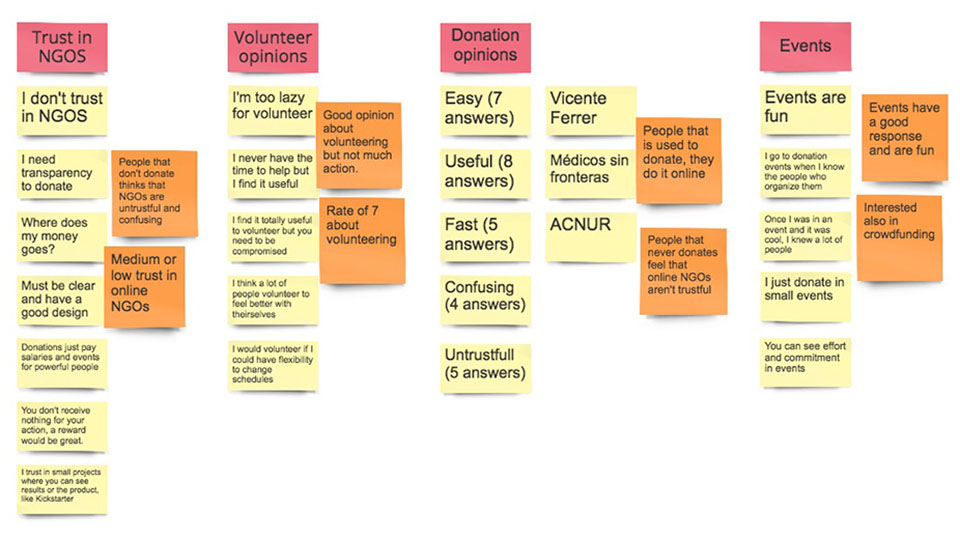 Trust in
NGOS
I don't trust
in NGOS
I need
transparency
to donate
Where does
my money
goes?
Must be clear
and have a
good design
Donations just pay
salaries and events
for powerful people
You don't receive
nothing for your
action, a reward
would be great.
I trust in small projects
where you can see
results or the product,
like Kickstarter
People that
don't donate
thinks that
NGOs are
untrustful and
confusing
Medium or
low trust in
online
NGOs
Volunteer
opinions
I'm too lazy
for volunteer
I never have the
time to help but
I find it useful
I find it totally useful
to volunteer but you
need to be
compromised
I think a lot of
people volunteer to
feel better with
theirselves
I would volunteer if I
could have flexibility
to change
schedules
Good opinion
about
volunteering
but not much
action.
Rate of 7
about
volunteering
Donation
opinions
Easy (7
answers)
Useful (8
answers)
Fast (5
answers)
Confusing
(4 answers)
Untrustfull
(5 answers)
Vicente
Ferrer
Médicos sin
fronteras
ACNUR
People that
is used to
donate, they
do it online
People that
never donates
feel that
online NGOs
aren't trustful
Events
Events are
fun
I go to donation
events when I know
the people who
organize them
Once I was in an
event and it was
cool, I knew a lot of
people
I just donate in
small events
You can see effort
and commitment
in events
Events have
a good
response
and are fun
Interested
also in
crowdfunding